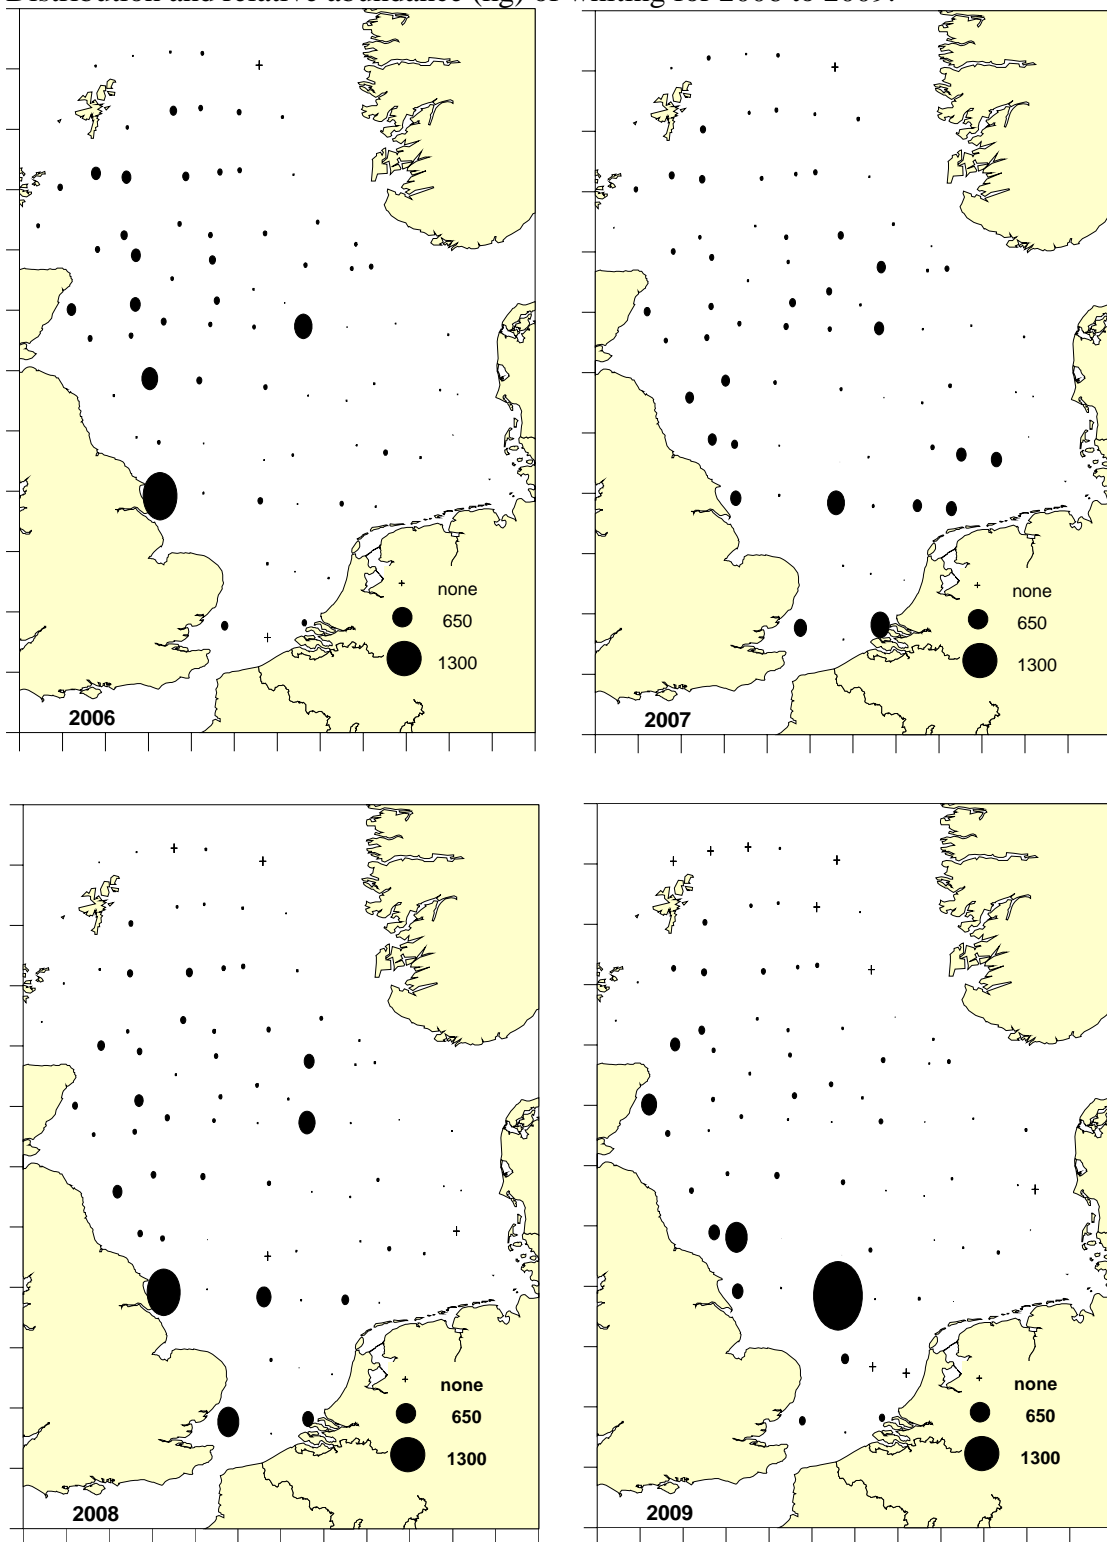 Distribution and relative abundance (kg) of whiting for 2006 to 2009.
none
650
1300
2006
none
650
1300
2007
none
650
1300
2008
none
650
1300
2009